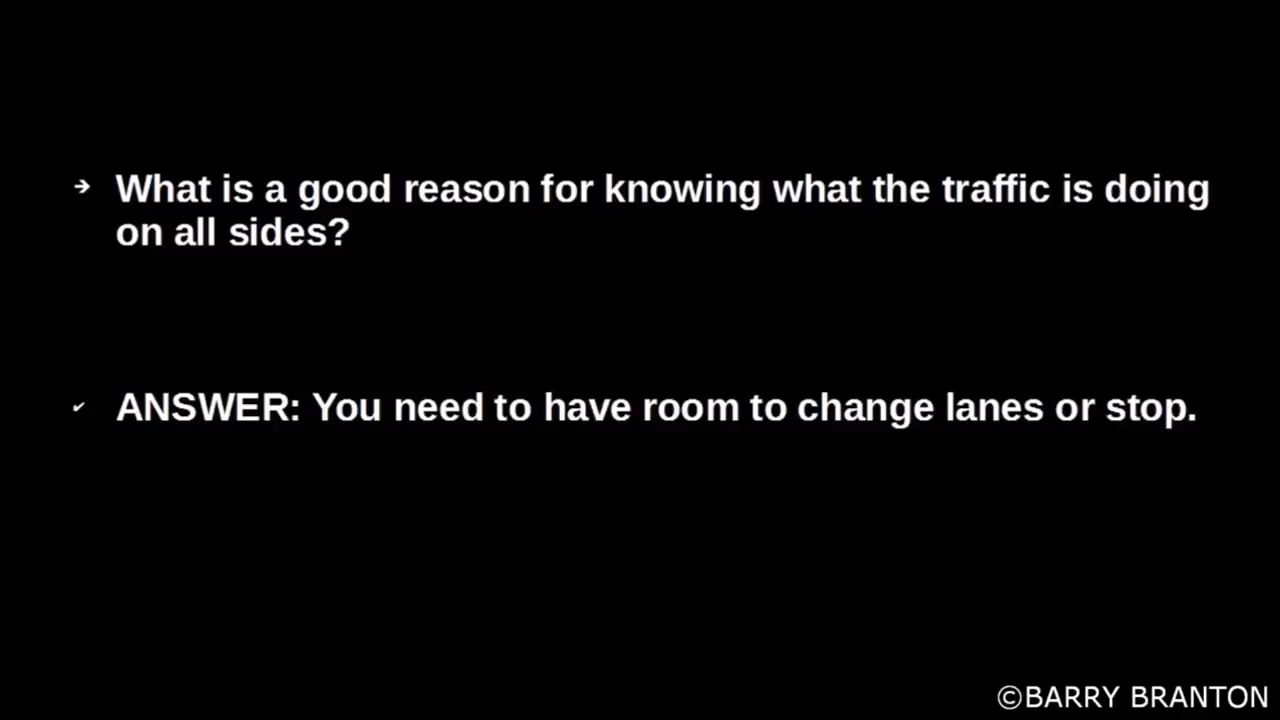 ➔ What is a good reason for knowing what the traffic is doing
on all sides?
✔ ANSWER: You need to have room to change lanes or stop.
©BARRY BRANTON